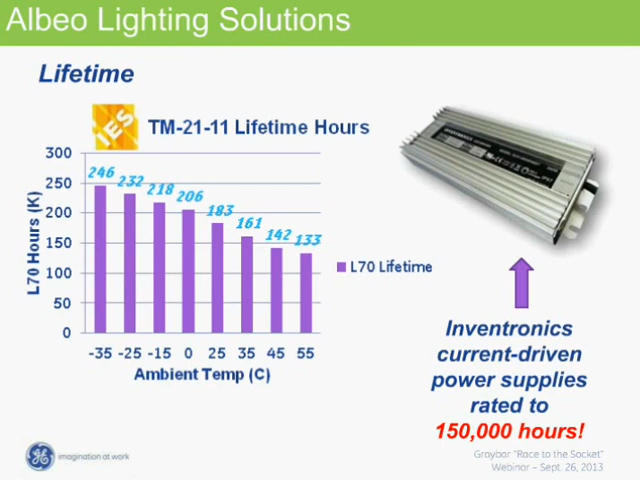 Albeo Lighting Solutions
Lifetime
IES
TM-21-11 Lifetime Hours
300
250
200
150
100
50
0
L70 Hours (K)
246 232 218 206 183 161 142 133
-35 -25 -15 0 25 35 45 55
Ambient Temp (C)
L70 Lifetime
Inventronics
current-driven
power supplies
rated to
150,000 hours!
imagination at work
Graybar "Race to the Socket"
Webinar – Sept. 26, 2013